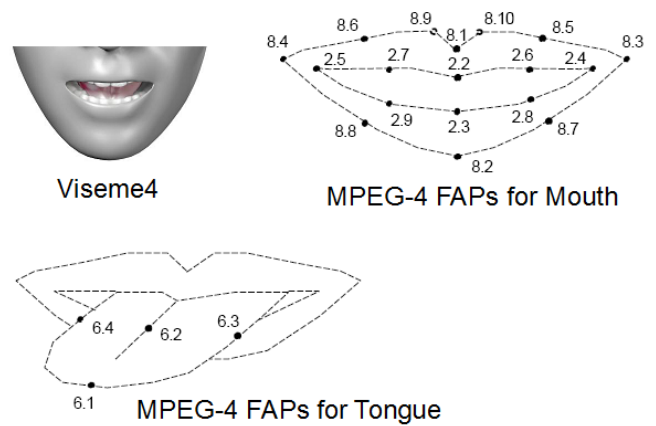 8.9 8.10
8.6 8.1 8.5
8.4 8.3
2.5 2.7 2.2 2.6 2.4
2.9 2.3 2.8
8.8 8.7
8.2
Viseme4
MPEG-4 FAPs for Mouth
6.4 6.2 6.3
6.1
MPEG-4 FAPs for Tongue